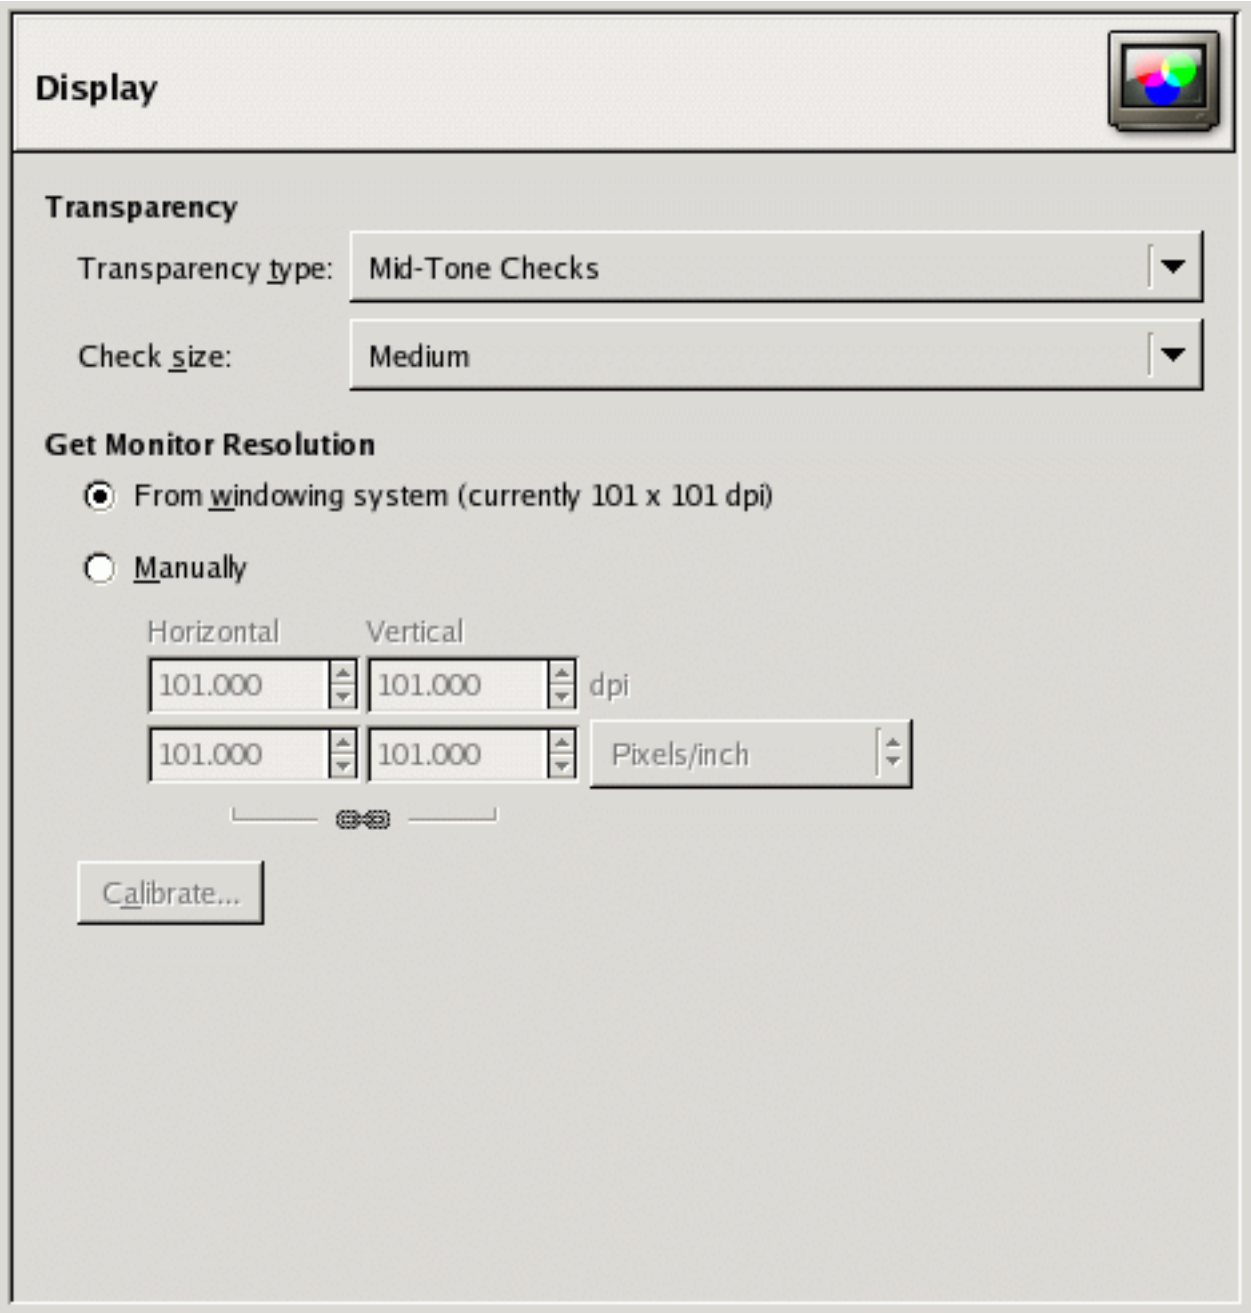 Display
Transparency
Transparency type: Mid-Tone Checks
Check size: Medium
Get Monitor Resolution
From windowing system (currently 101 x 101 dpi)
Manually
Horizontal Vertical
101.000 101.000 dpi
101.000 101.000 Pixels/inch
Calibrate...